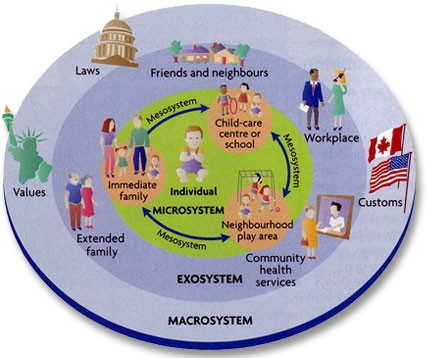 Laws
Friends and neighbours
Mesosystem
Child-care
centre or
school
Workplace
Mesosystem
Values
Immediate
family
Individual
MICROSYSTEM
Customs
Neighbourhood
play area
Mesosystem
Extended
family
Community
health
services
EXOSYSTEM
MACROSYSTEM